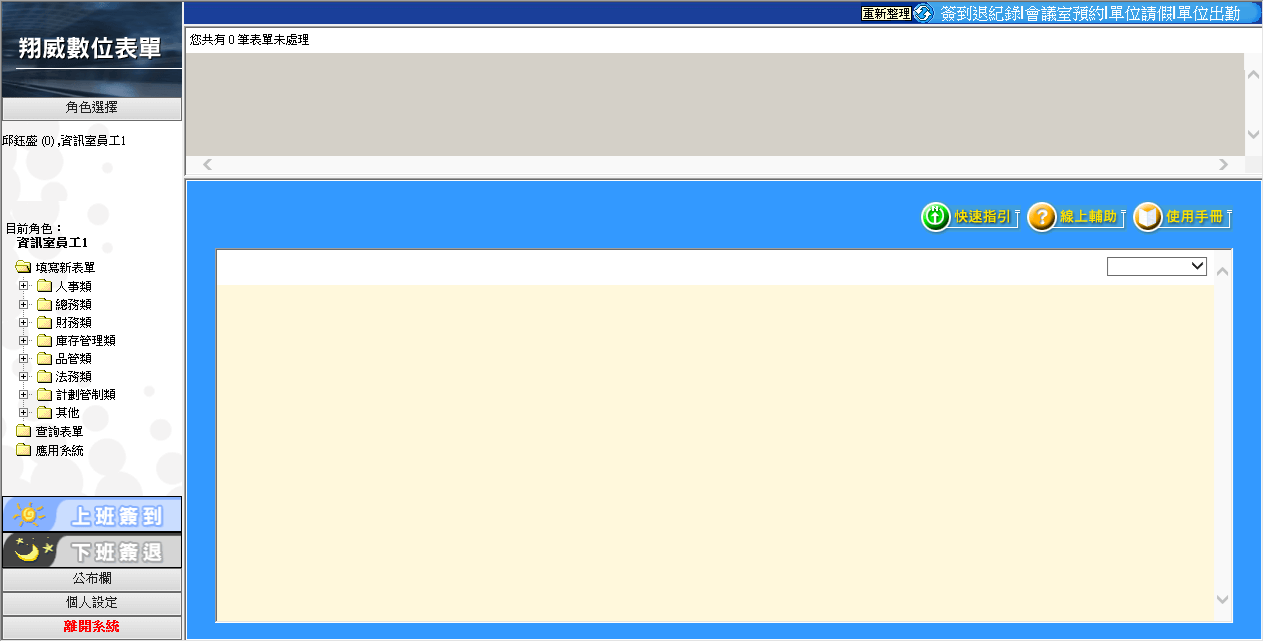 翔威數位表單
角色選擇
邱鈺盛 (0) ,資訊室員工1
目前角色：
資訊室員工1
填寫新表單
人事類
總務類
財務類
庫存管理類
品管類
法務類
計劃管制類
其他
查詢表單
應用系統
上班簽到
下班簽退
公布欄
個人設定
離開系統
重新整理 簽到退紀錄|會議室預約|單位請假|單位出勤
您共有 0 筆表單未處理
快速指引 線上輔助 使用手冊